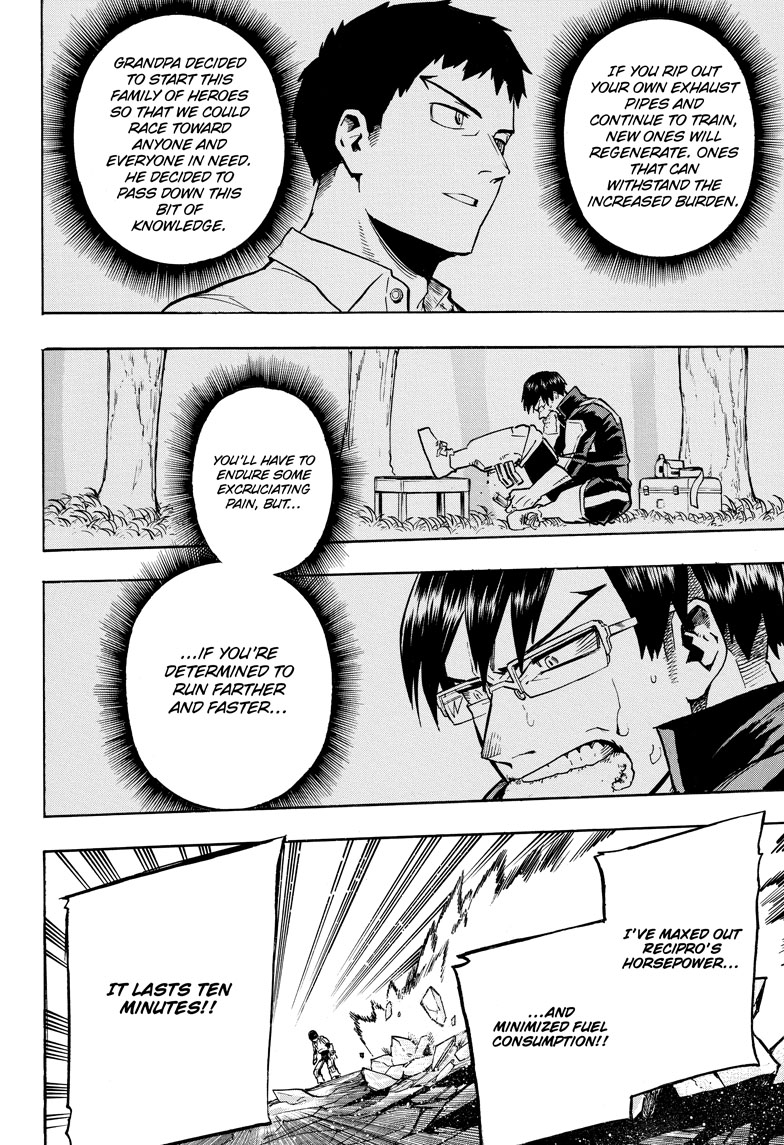 IF YOU RIP OUT
YOUR OWN EXHAUST
PIPES AND
CONTINUE TO TRAIN,
NEW ONES WILL
REGENERATE. ONES
THAT CAN
WITHSTAND THE
INCREASED BURDEN.
GRANDPA DECIDED
TO START THIS
FAMILY OF HEROES
SO THAT WE COULD
RACE TOWARD
ANYONE AND
EVERYONE IN NEED.
HE DECIDED TO
PASS DOWN THIS
BIT OF
KNOWLEDGE.
YOU'LL HAVE TO
ENDURE SOME
EXCRUCIATING
PAIN, BUT...
...IF YOU'RE
DETERMINED TO
RUN FARTHER
AND FASTER...
I'VE MAXED OUT
RECIPRO'S
HORSEPOWER...
...AND
MINIMIZED FUEL
CONSUMPTION!!
IT LASTS TEN
MINUTES!!